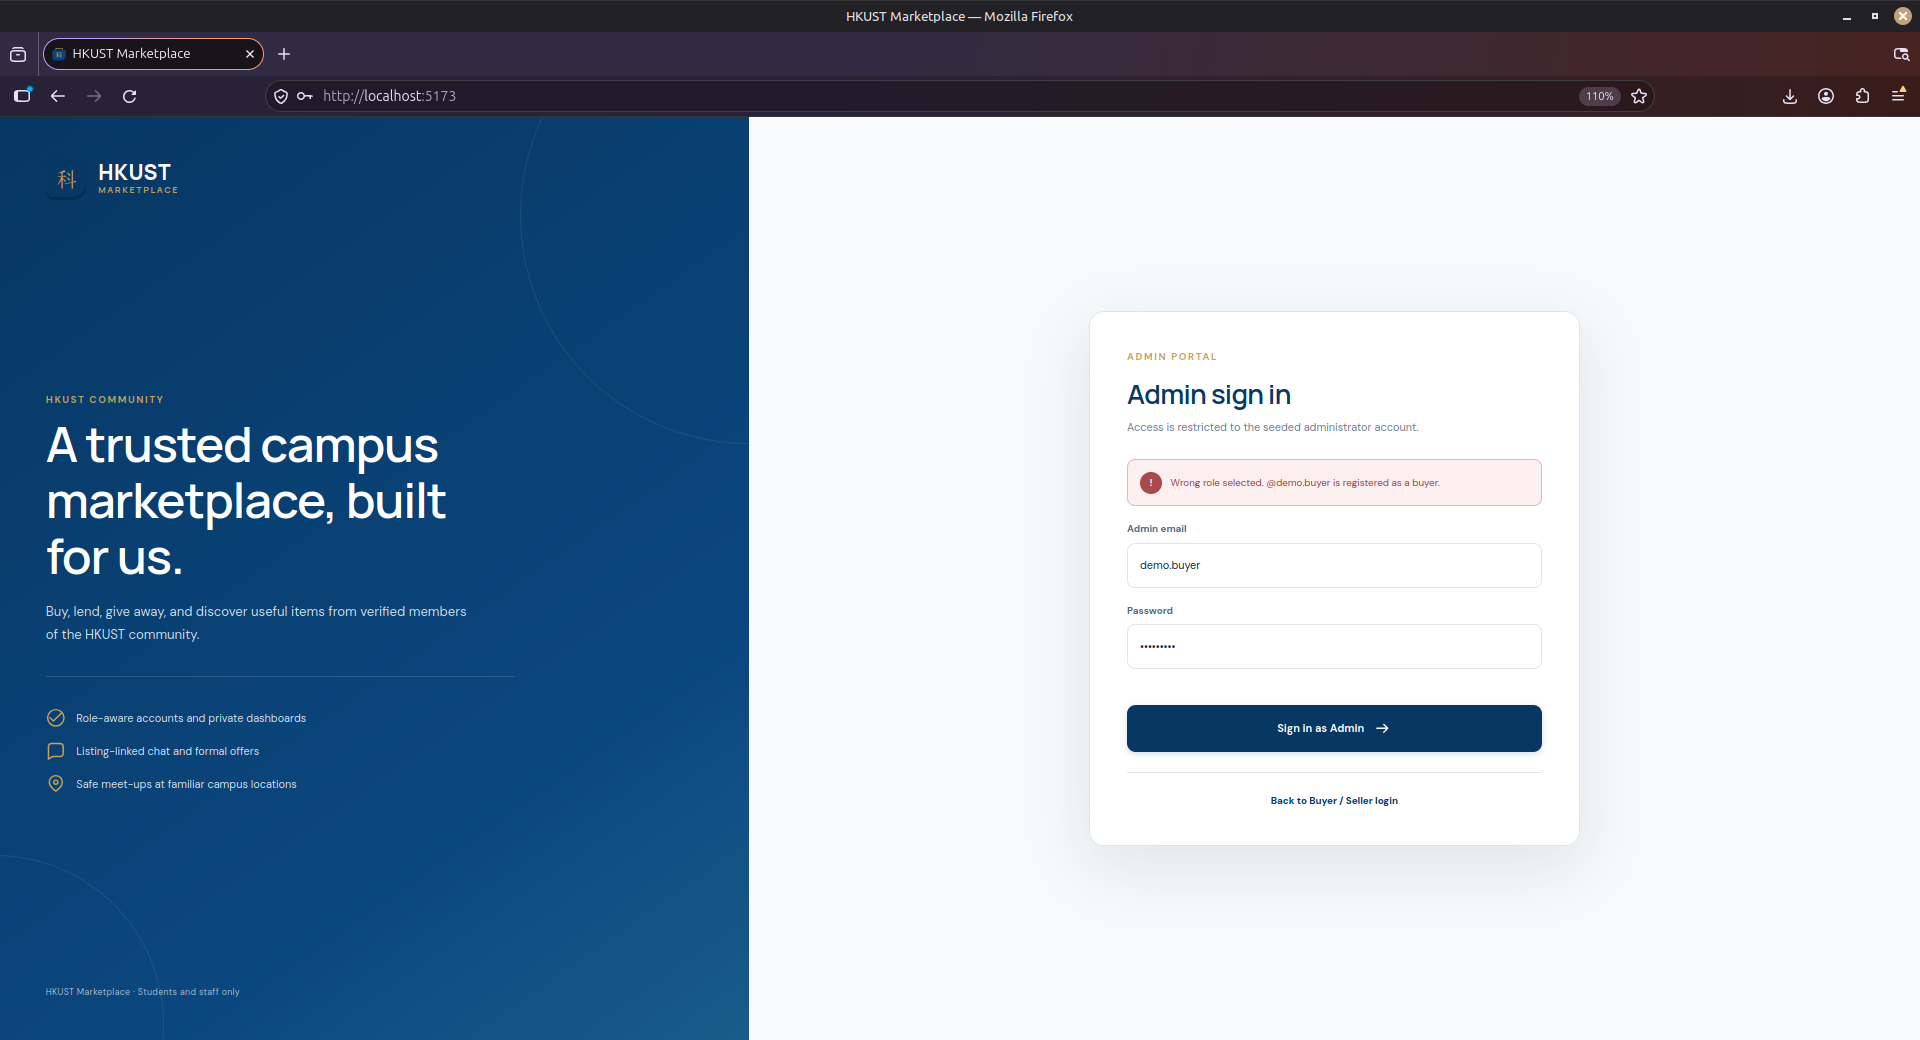 HKUST Marketplace — Mozilla Firefox
HKUST Marketplace
http://localhost:5173
110%
科
HKUST
MARKETPLACE
HKUST COMMUNITY
A trusted campus
marketplace, built
for us.
Buy, lend, give away, and discover useful items from verified members
of the HKUST community.
Role-aware accounts and private dashboards
Listing-linked chat and formal offers
Safe meet-ups at familiar campus locations
HKUST Marketplace · Students and staff only
ADMIN PORTAL
Admin sign in
Access is restricted to the seeded administrator account.
! Wrong role selected. @demo.buyer is registered as a buyer.
Admin email
demo.buyer
Password
•••••••••
Sign in as Admin →
Back to Buyer / Seller login